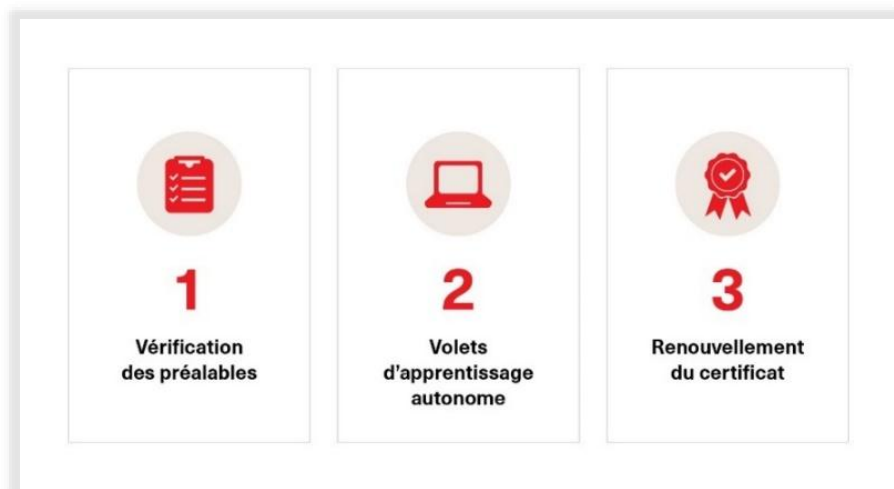 1
Vérification
des préalables
2
Volets
d'apprentissage
autonome
3
Renouvellement
du certificat